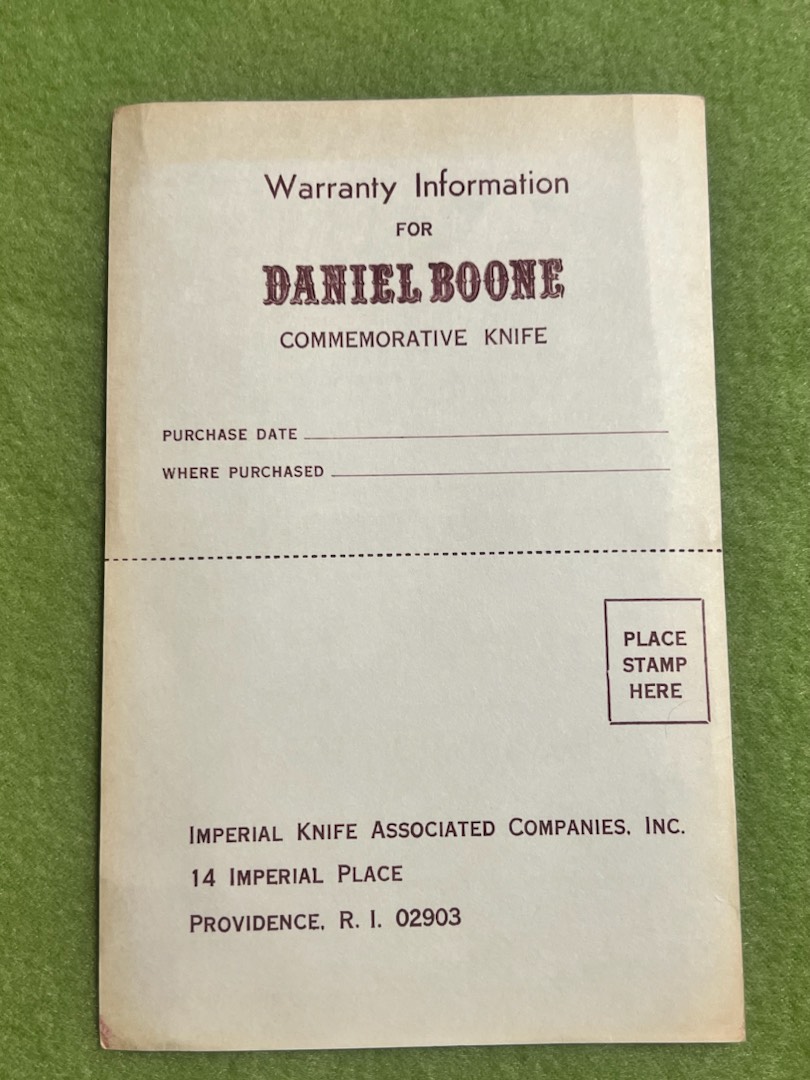 Warranty Information
FOR
DANIEL BOONE
COMMEMORATIVE KNIFE
PURCHASE DATE
WHERE PURCHASED
PLACE
STAMP
HERE
IMPERIAL KNIFE ASSOCIATED COMPANIES, INC.
14 IMPERIAL PLACE
PROVIDENCE, R. I. 02903